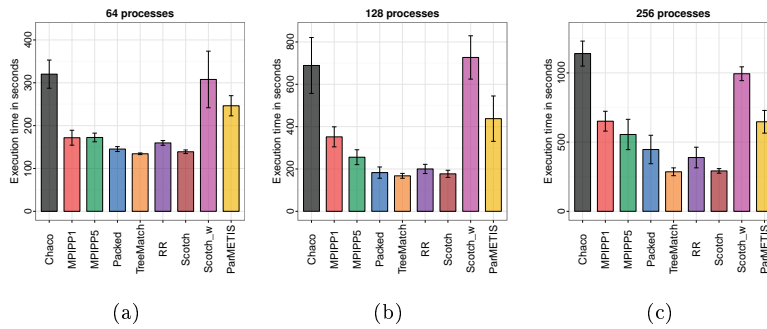 64 processes
Execution time in seconds
0
100
200
300
400
Chaco
MPIPP1
MPIPP5
Packed
TreeMatch
RR
Scotch
Scotch_w
ParMETIS
(a)
128 processes
Execution time in seconds
0
200
400
600
800
Chaco
MPIPP1
MPIPP5
Packed
TreeMatch
RR
Scotch
Scotch_w
ParMETIS
(b)
256 processes
Execution time in seconds
0
Chaco
MPIPP1
MPIPP5
Packed
TreeMatch
RR
Scotch
Scotch_w
ParMETIS
(c)